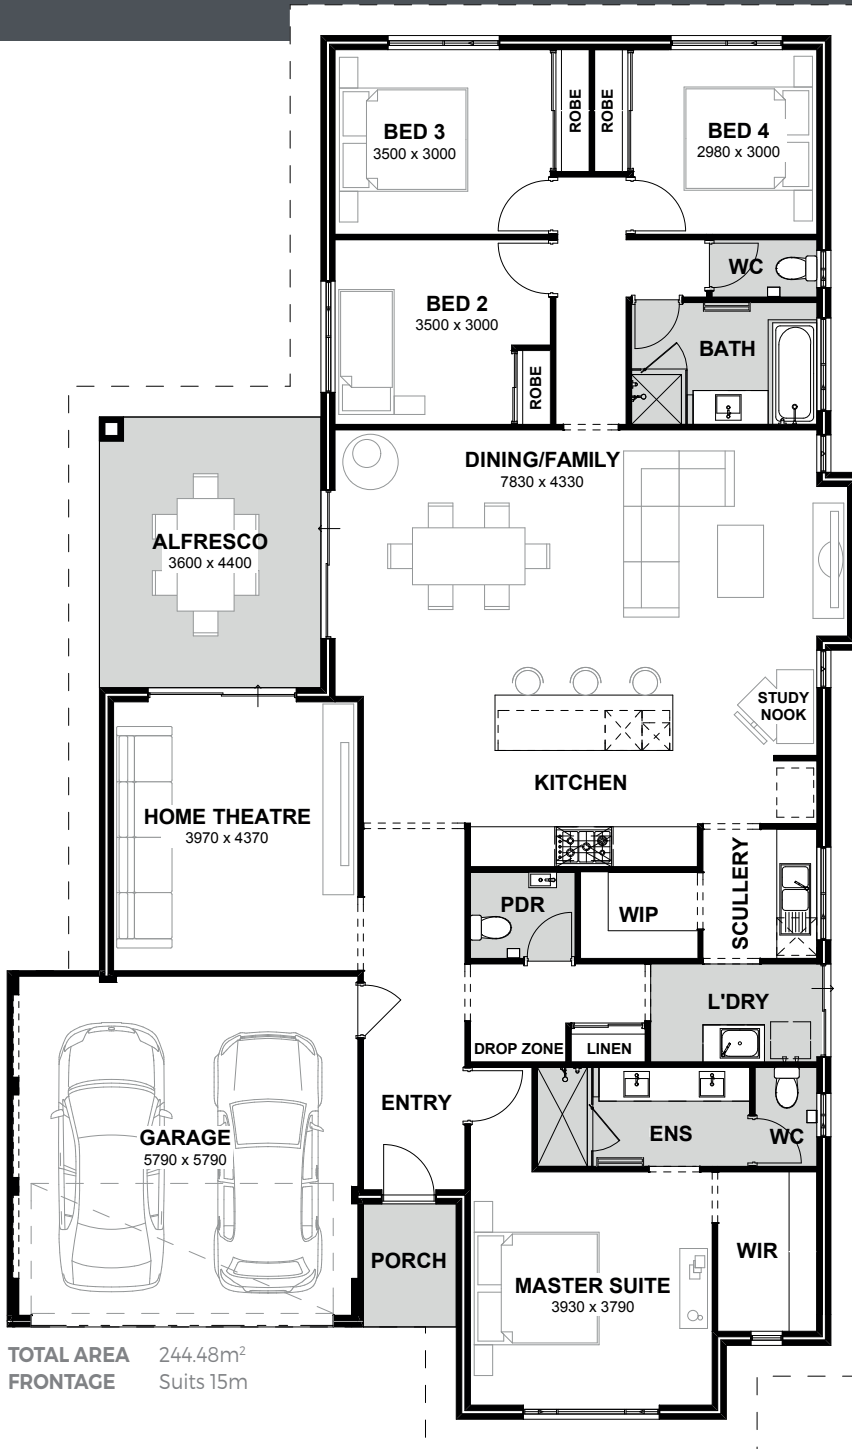 BED 3
3500 x 3000
ROBE
ROBE
BED 4
2980 x 3000
WC
BED 2
3500 x 3000
ROBE
BATH
DINING/FAMILY
7830 x 4330
ALFRESCO
3600 x 4400
STUDY
NOOK
KITCHEN
HOME THEATRE
3970 x 4370
SCULLERY
PDR
WIP
L'DRY
DROP ZONE
LINEN
ENTRY
GARAGE
5790 x 5790
ENS
WC
PORCH
WIR
MASTER SUITE
3930 x 3790
TOTAL AREA 244.48m²
FRONTAGE Suits 15m